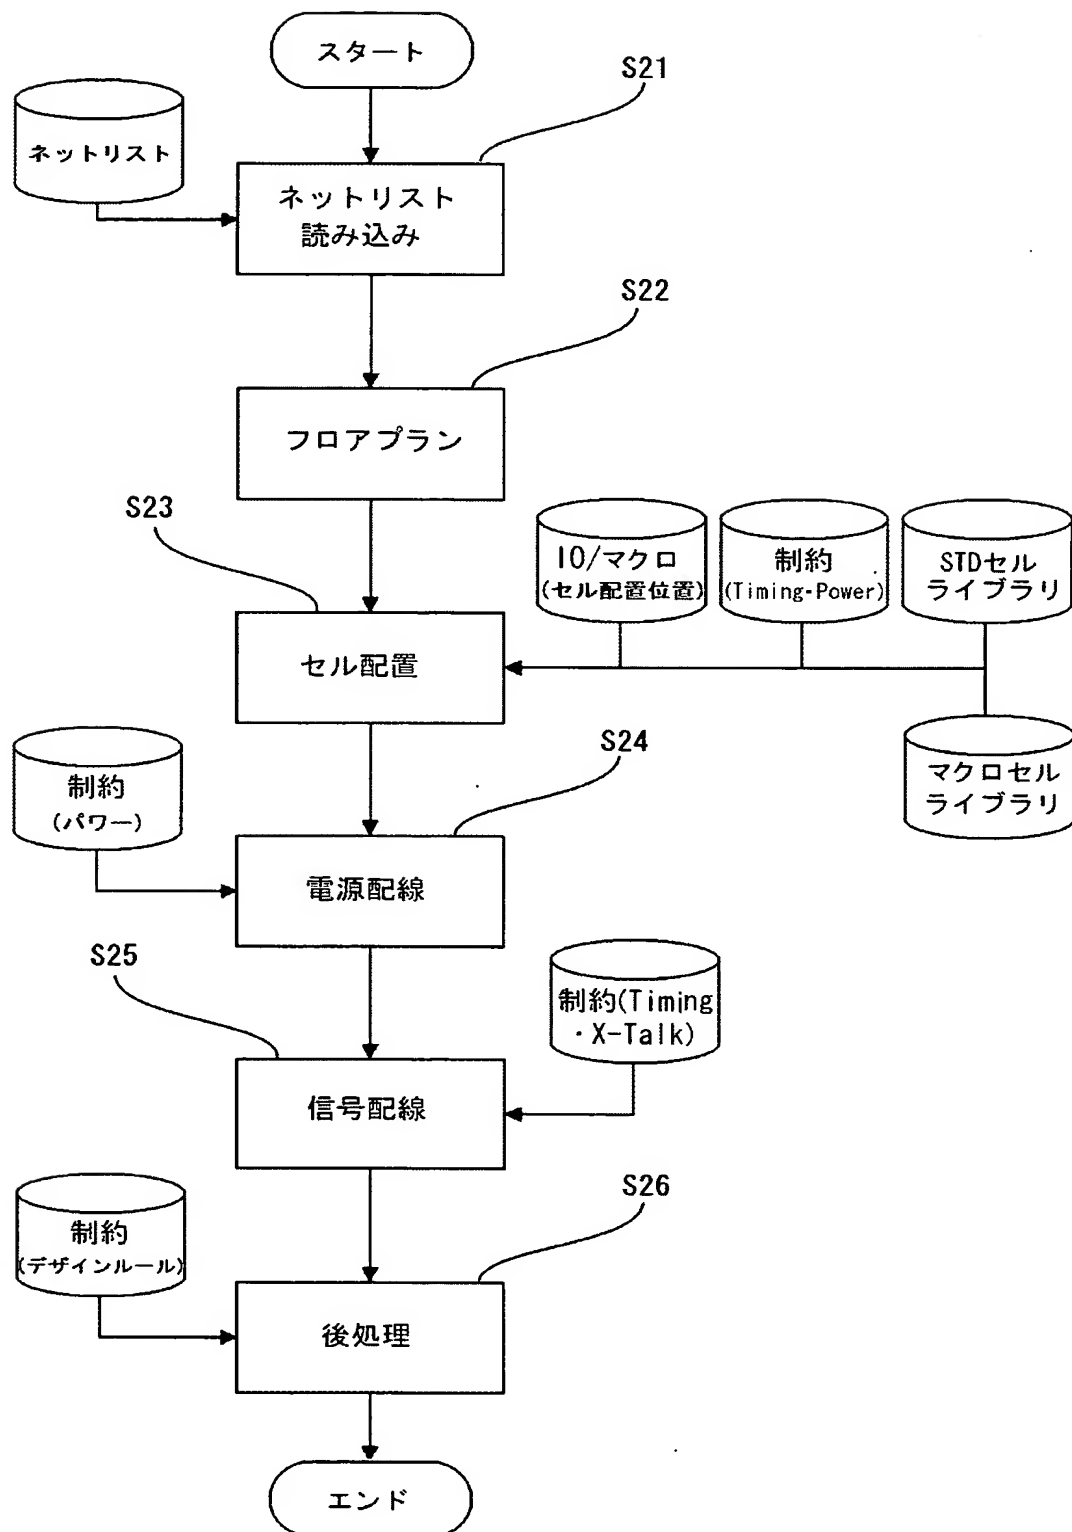 スタート
S21
ネットリスト
ネットリスト
読み込み
S22
フロアプラン
S23
IO/マクロ
(セル配置位置)
制約
(Timing・Power)
STDセル
ライブラリ
セル配置
マクロセル
ライブラリ
S24
制約
(パワー)
電源配線
S25
制約(Timing
・X-Talk)
信号配線
S26
制約
(デザインルール)
後処理
エンド